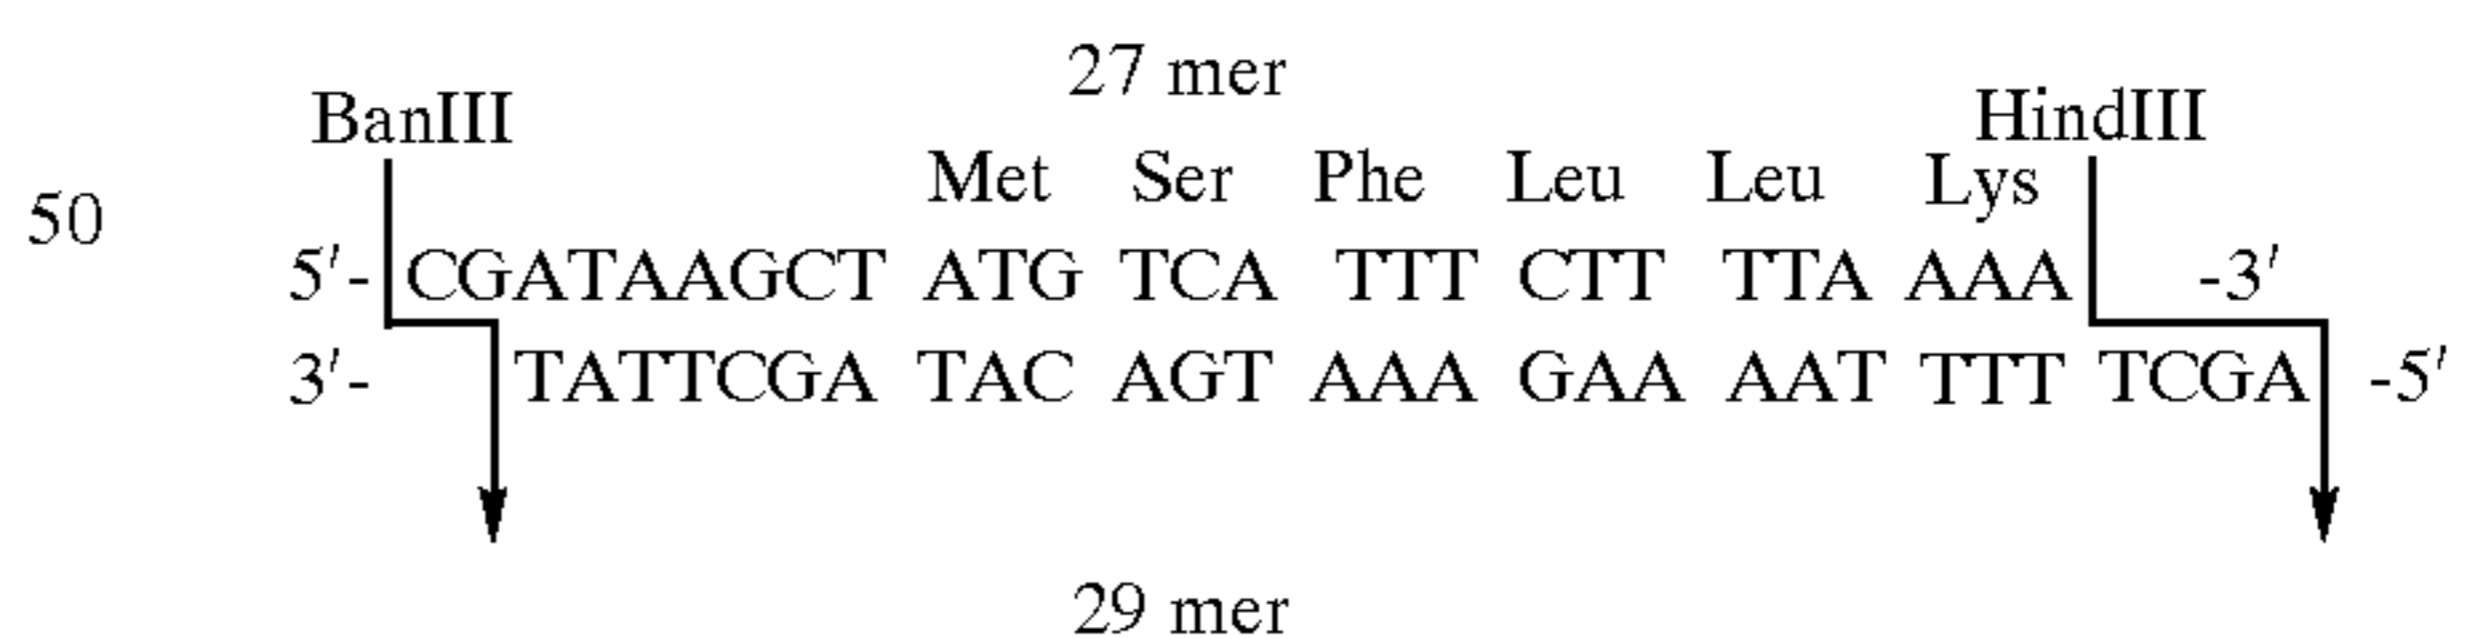 27 mer
BanIII HindIII
Met Ser Phe Leu Leu Lys
50
5′- CGATAAGCT ATG TCA TTT CTT TTA AAA -3′
3′- TATTCGA TAC AGT AAA GAA AAT TTT TCGA -5′
29 mer